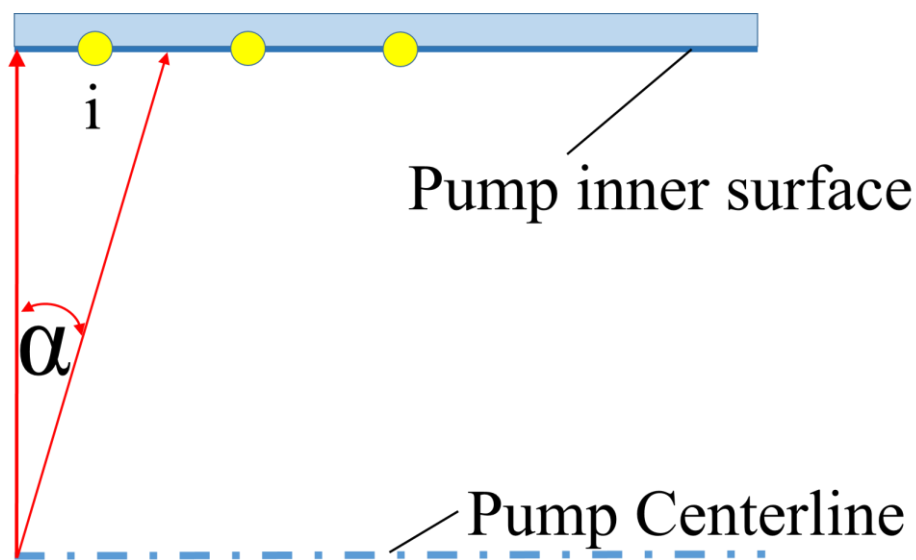 i
Pump inner surface
α
Pump Centerline